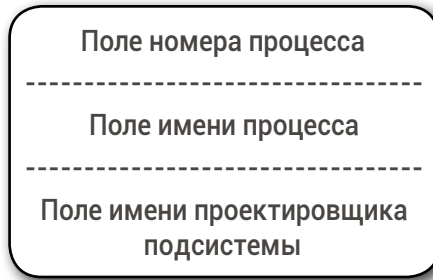 Поле номера процесса
Поле имени процесса
Поле имени проектировщика
подсистемы